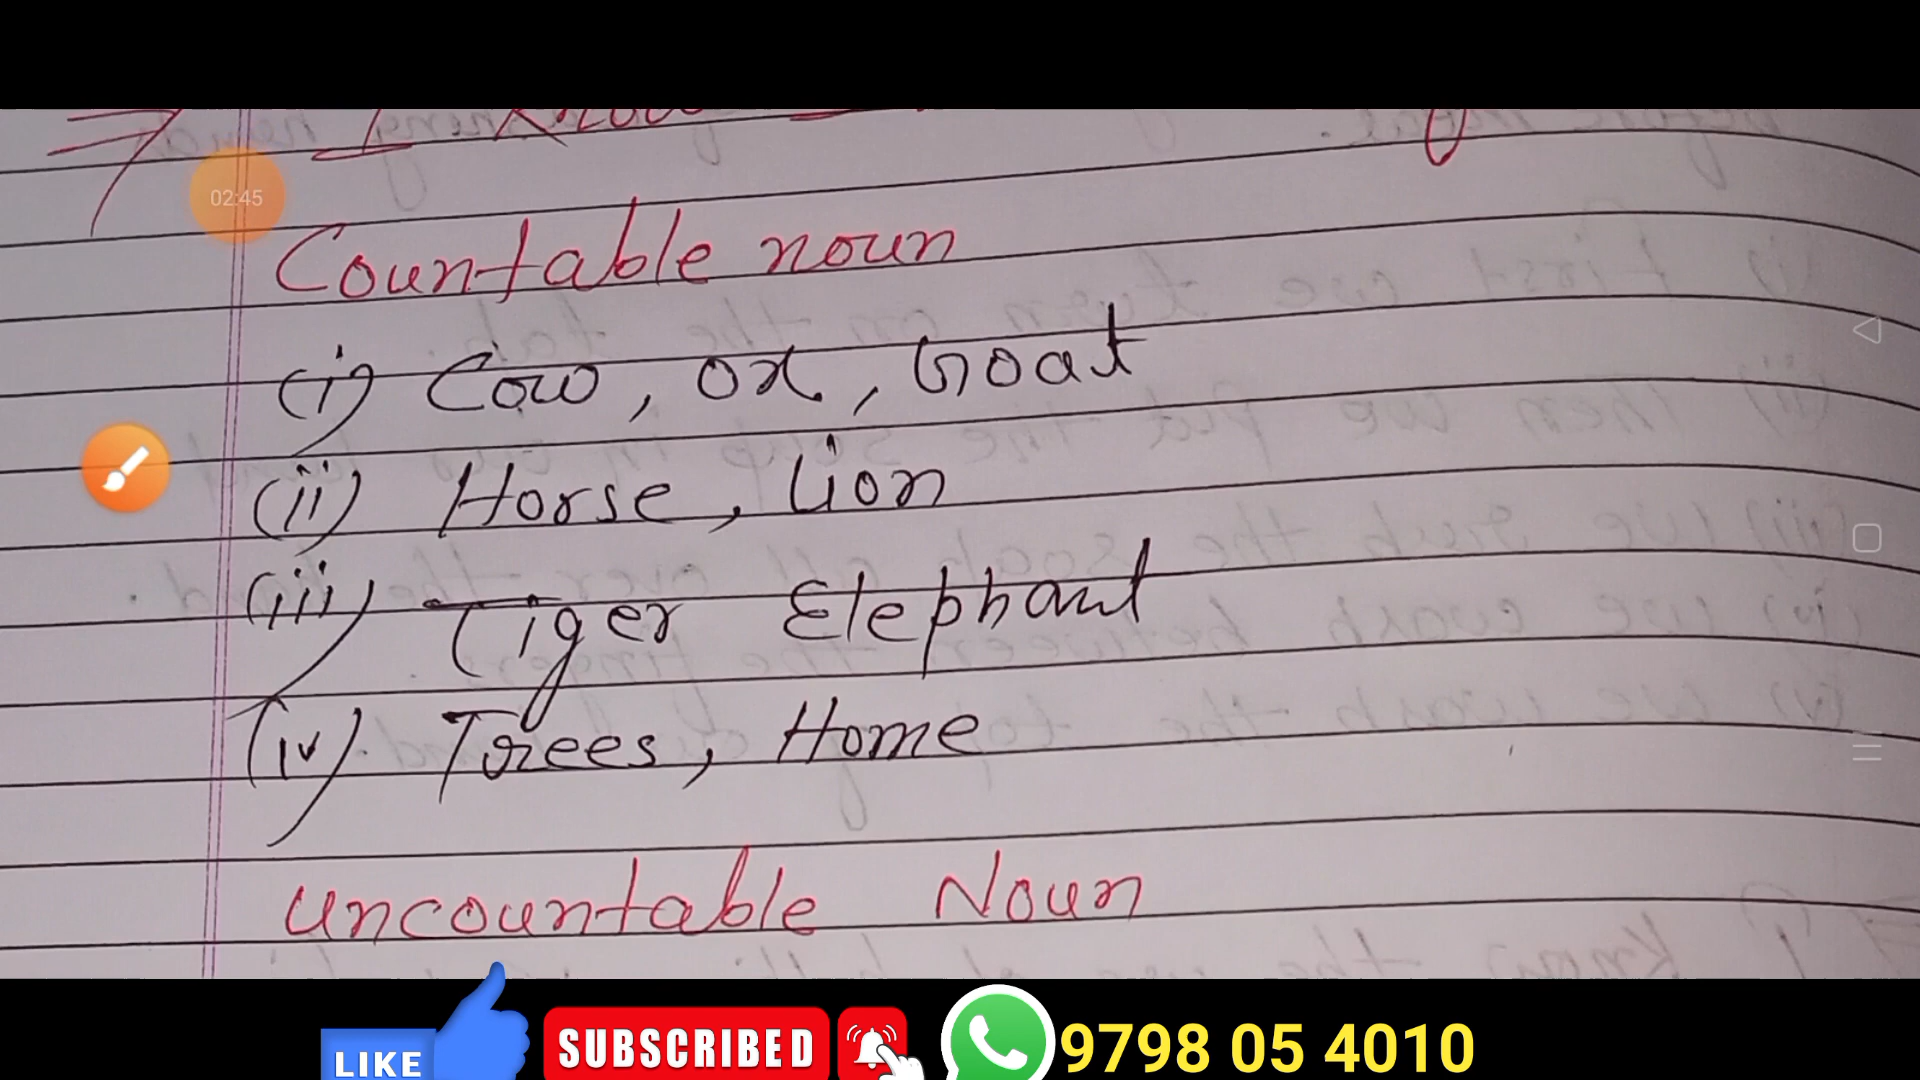 I Know
02:45
Countable noun
(i) Cow, ox, Goat
(ii) Horse, Lion
(iii) Tiger Elephant
(iv) Trees, Home
Uncountable Noun
LIKE SUBSCRIBED 9798 05 4010